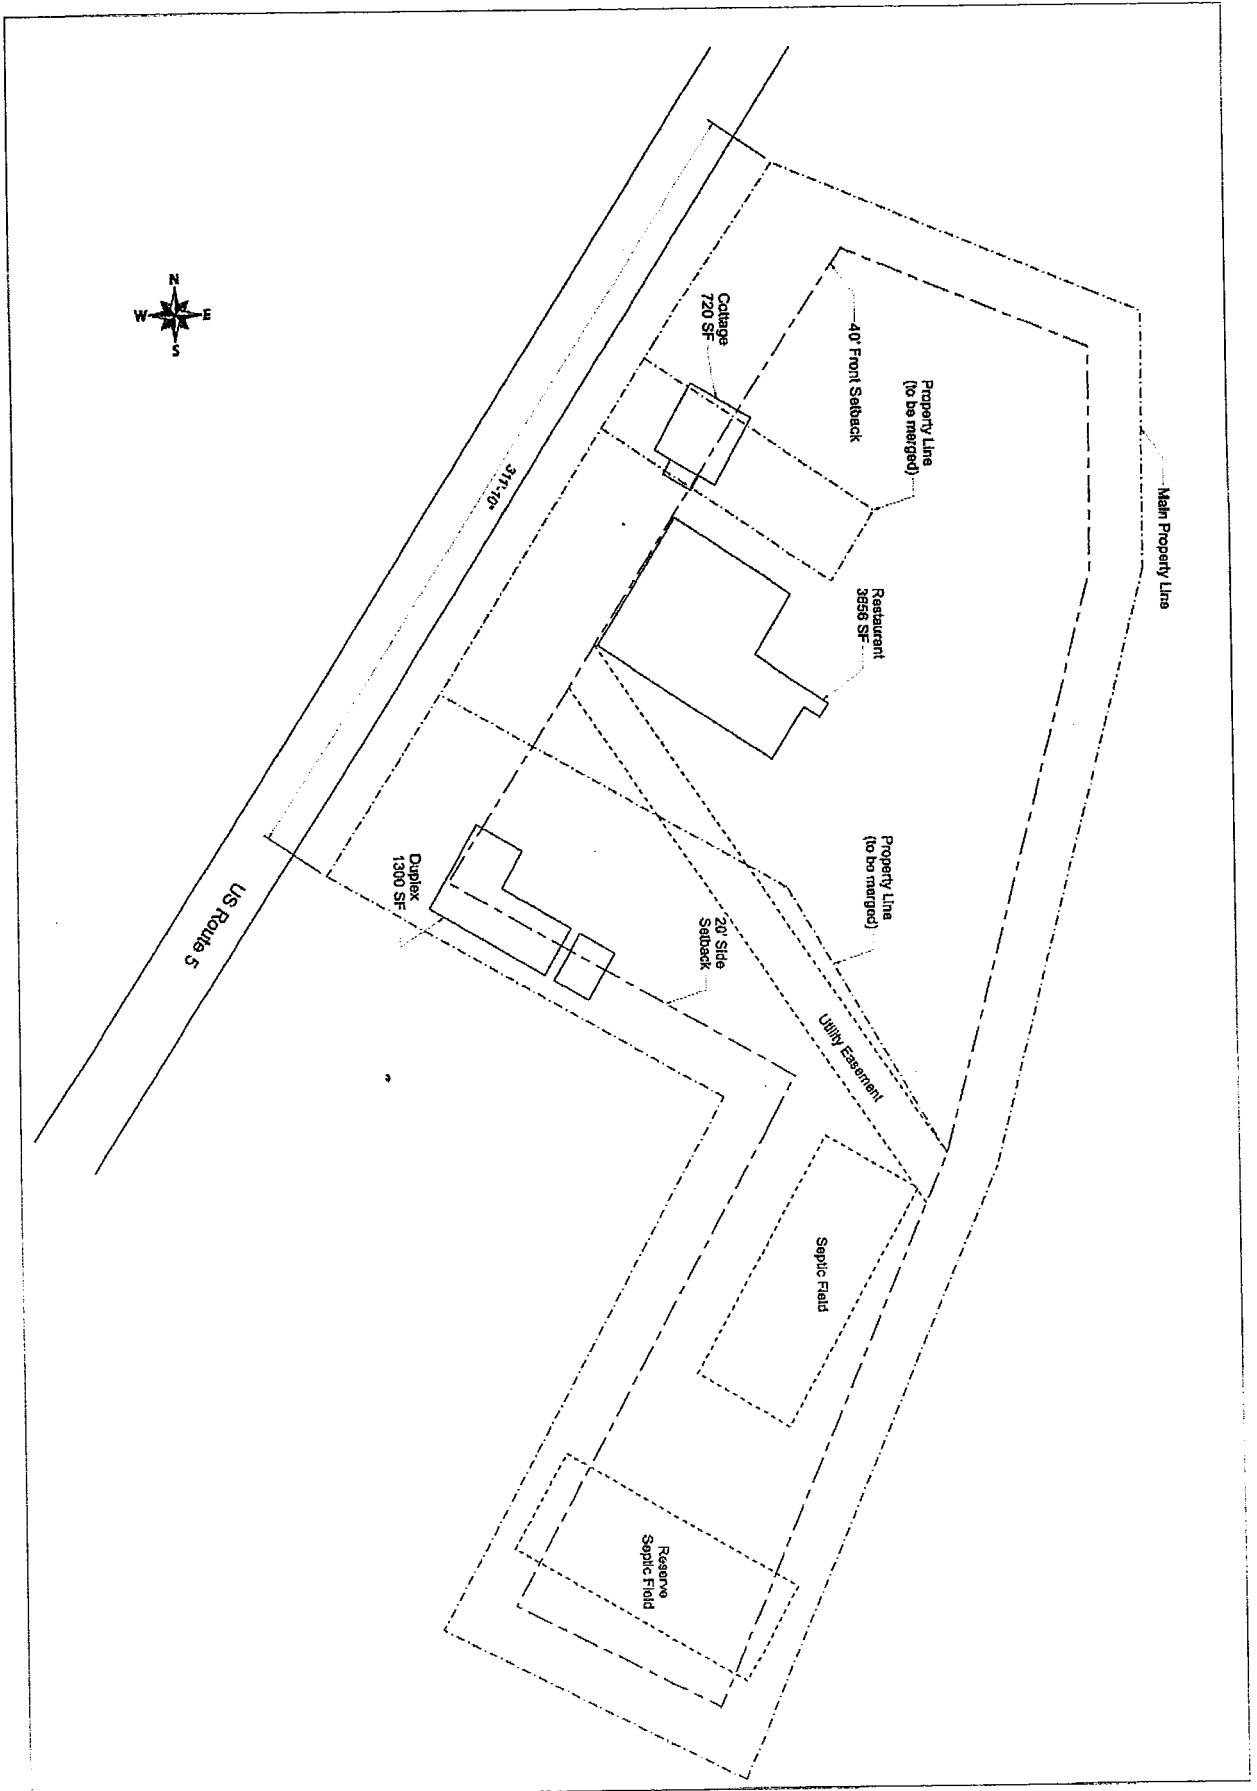 N
W
E
S
Main Property Line
40' Front Setback
Property Line
(to be merged)
Cottage
720 SF
311'-10"
Restaurant
3656 SF
Property Line
(to be merged)
Duplex
1300 SF
20' Side
Setback
US Route 5
Utility Easement
Septic Field
Reserve
Septic Field